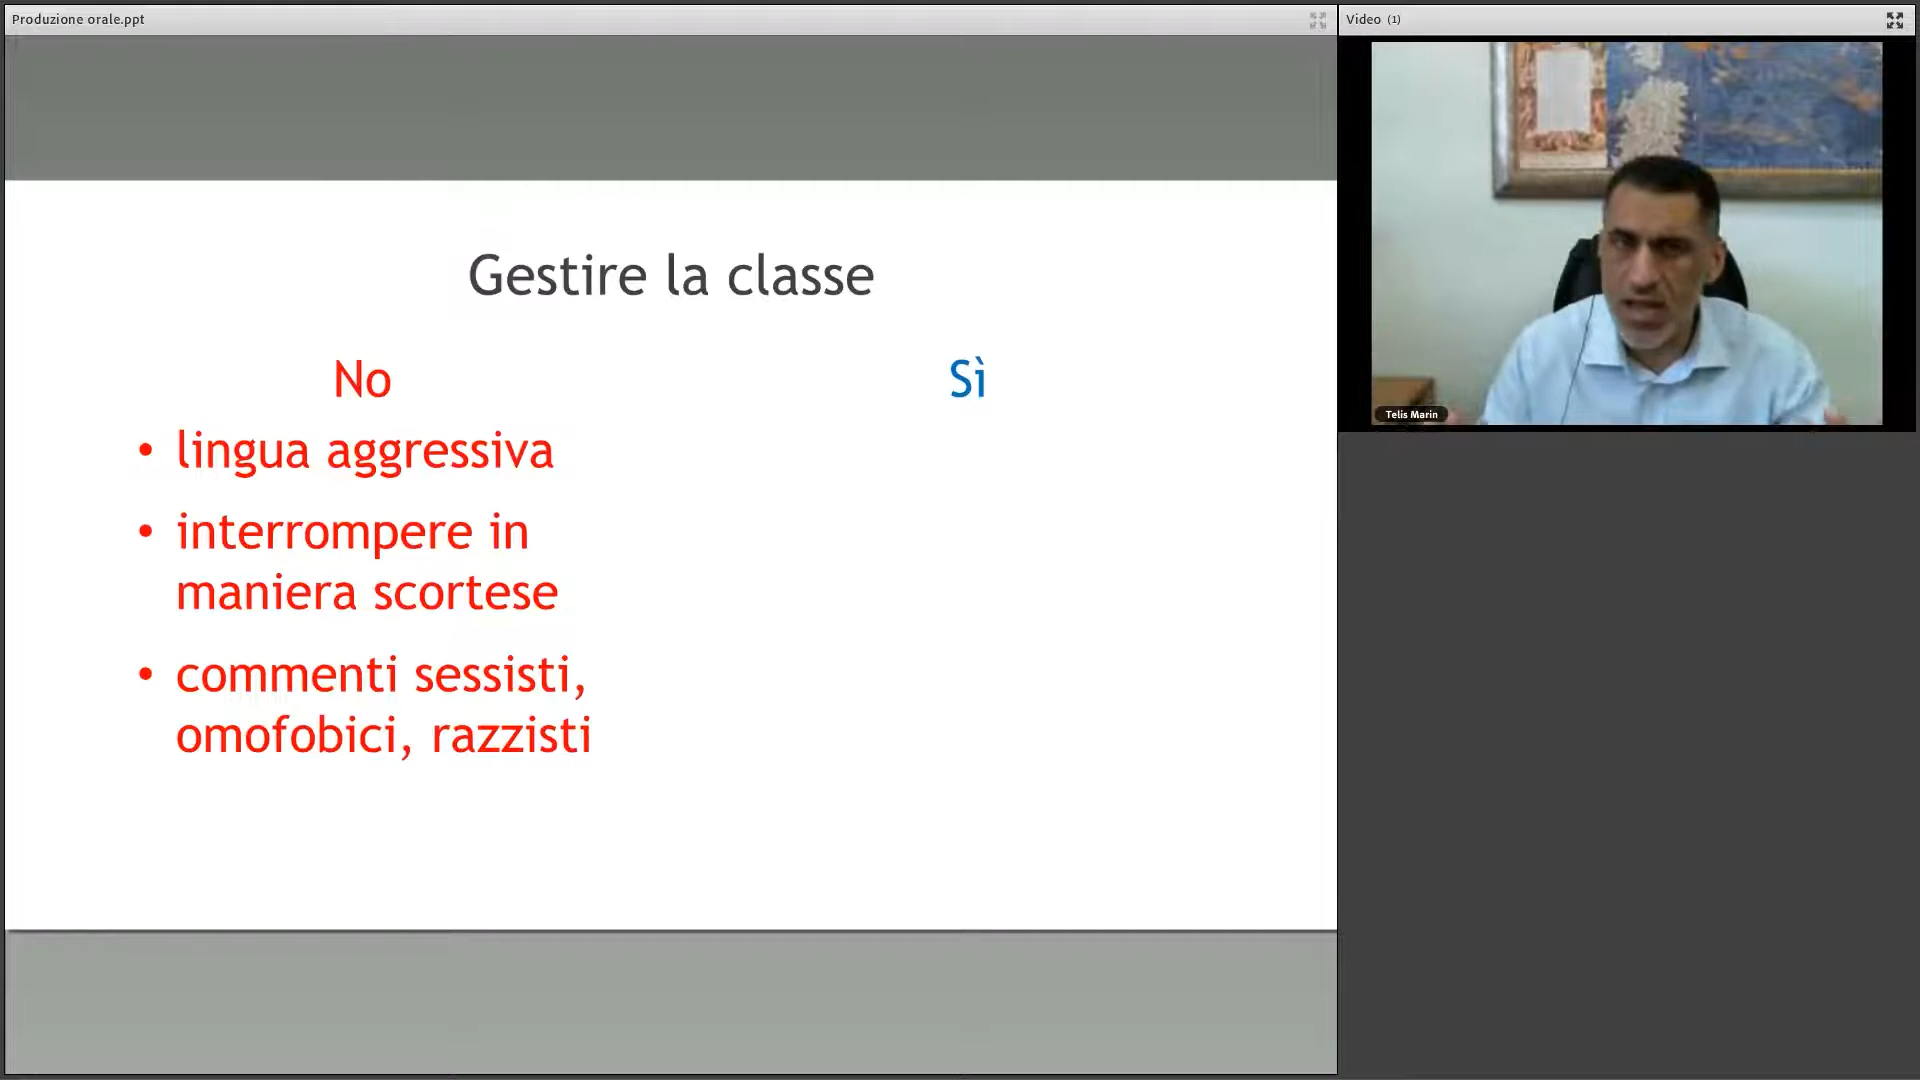 Produzione orale.ppt
Video (1)
Telis Marin
Gestire la classe
No
• lingua aggressiva
• interrompere in
maniera scortese
• commenti sessisti,
omofobici, razzisti
Sì